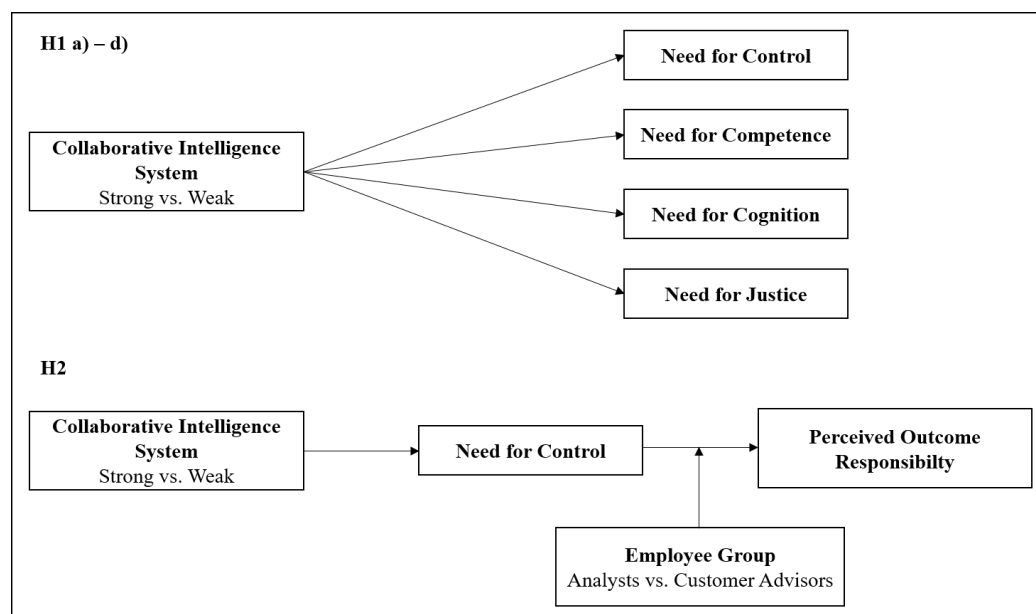 H1 a) – d)
Need for Control
Need for Competence
Collaborative Intelligence
System
Strong vs. Weak
Need for Cognition
Need for Justice
H2
Collaborative Intelligence
System
Strong vs. Weak
Need for Control
Perceived Outcome
Responsibilty
Employee Group
Analysts vs. Customer Advisors